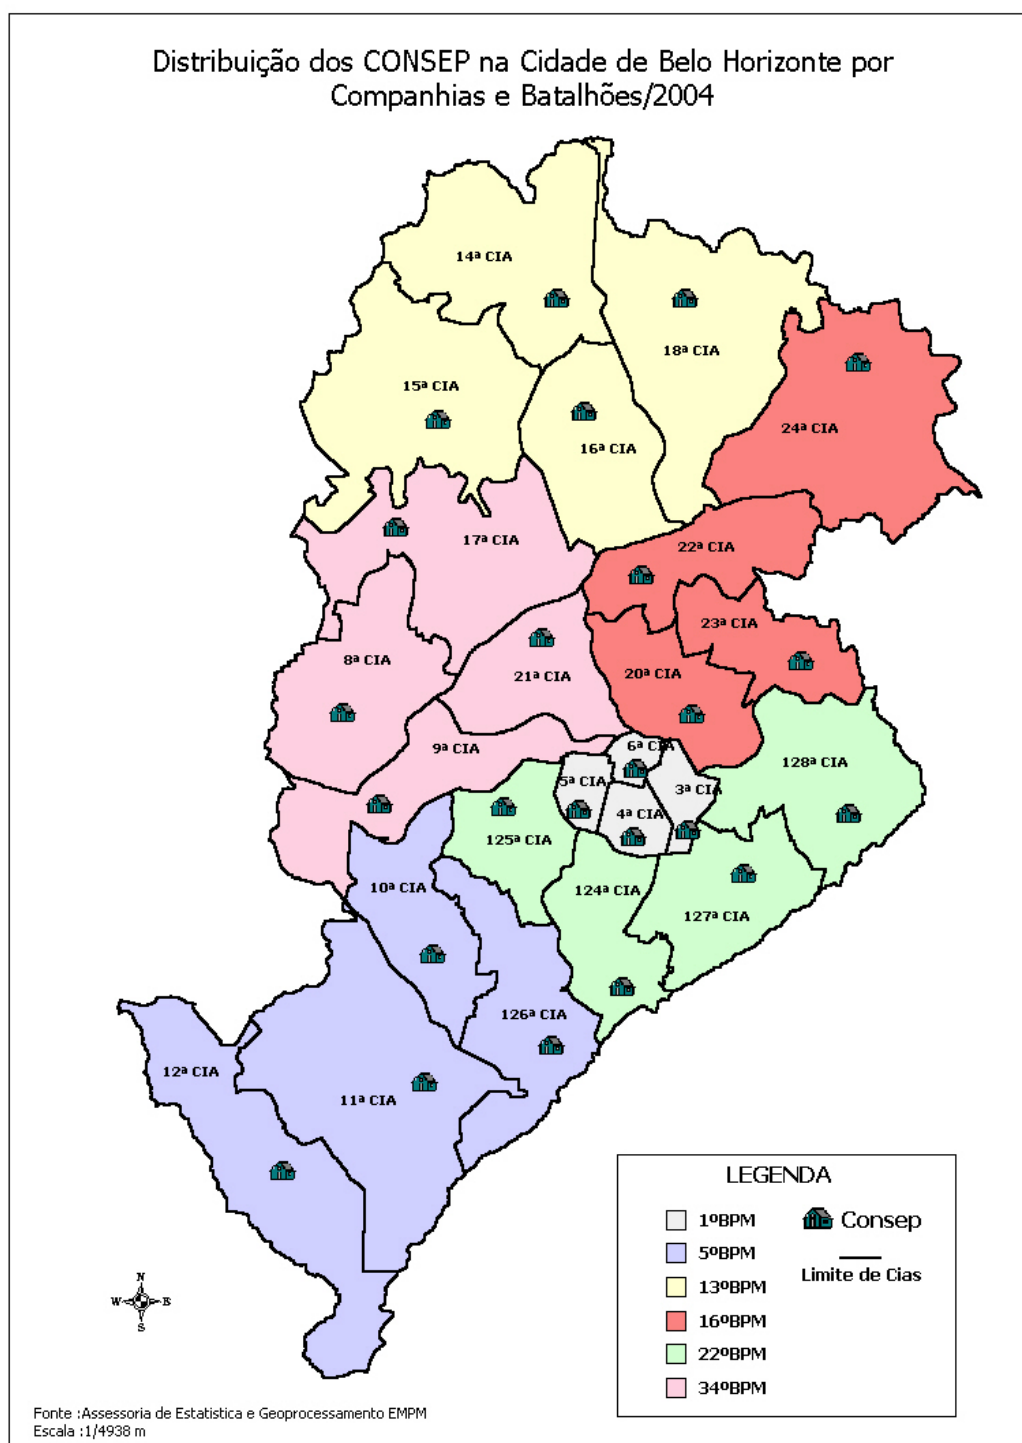 Distribuição dos CONSEP na Cidade de Belo Horizonte por
Companhias e Batalhões/2004
14ª CIA
18ª CIA
15ª CIA
24ª CIA
16ª CIA
17ª CIA
22ª CIA
23ª CIA
8ª CIA
20ª CIA
21ª CIA
9ª CIA
6ª CIA
128ª CIA
5ª CIA
3ª CIA
4ª CIA
125ª CIA
10ª CIA
124ª CIA
127ª CIA
126ª CIA
12ª CIA
11ª CIA
LEGENDA
1ºBPM
Consep
5ºBPM
Limite de Cias
13ºBPM
16ºBPM
22ºBPM
34ºBPM
N
W
E
S
Fonte :Assessoria de Estatistica e Geoprocessamento EMPM
Escala :1/4938 m